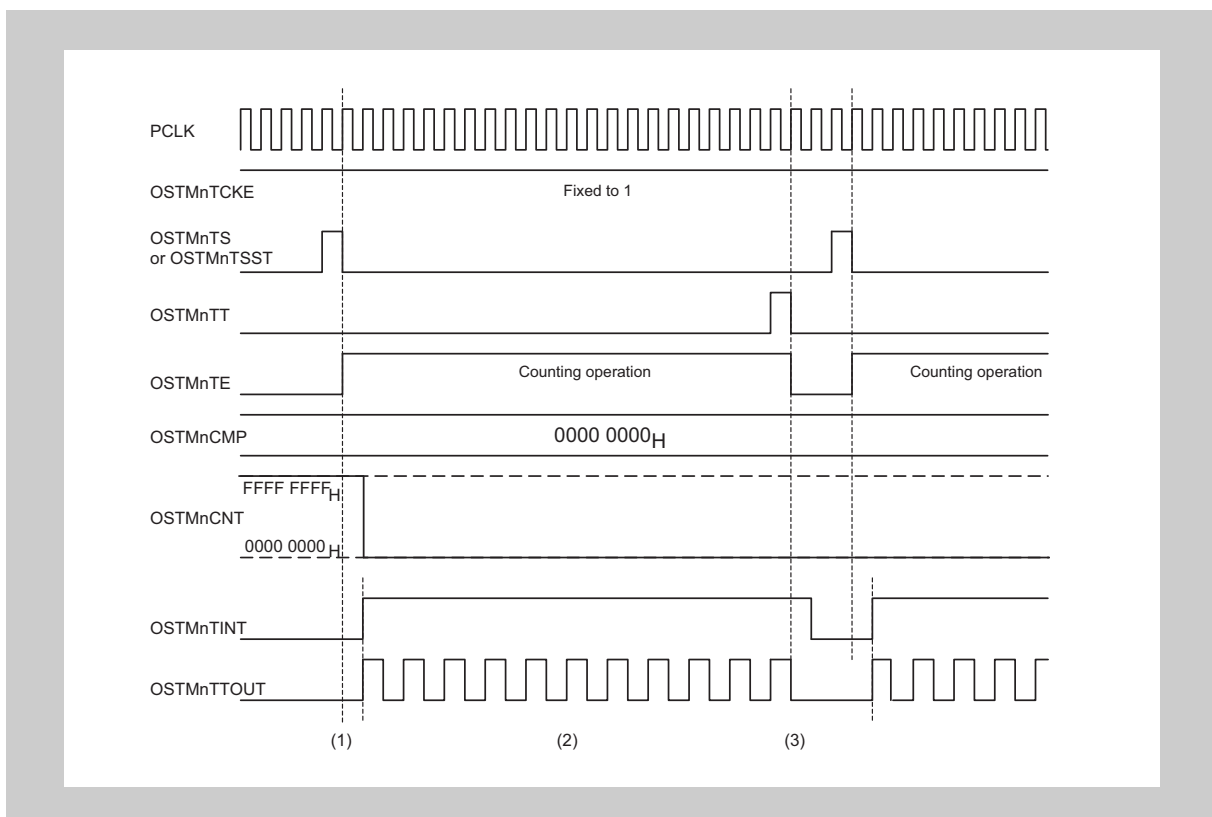 PCLK
OSTMnTCKE
Fixed to 1
OSTMnTS
or OSTMnTSST
OSTMnTT
OSTMnTE
Counting operation
Counting operation
OSTMnCMP
0000 0000H
FFFF FFFFH
OSTMnCNT
0000 0000H
OSTMnTINT
OSTMnTTOUT
(1)
(2)
(3)